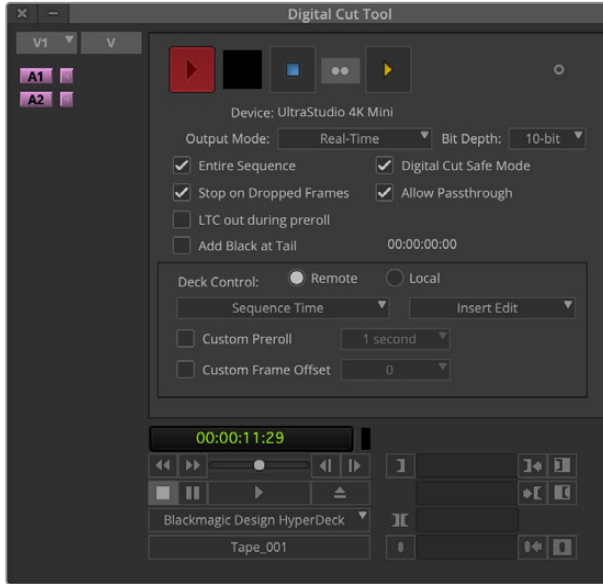 Digital Cut Tool
V1 V
A1
A2
Device: UltraStudio 4K Mini
Output Mode: Real-Time Bit Depth: 10-bit
Entire Sequence Digital Cut Safe Mode
Stop on Dropped Frames Allow Passthrough
LTC out during preroll
Add Black at Tail 00:00:00:00
Deck Control: Remote Local
Sequence Time Insert Edit
Custom Preroll 1 second
Custom Frame Offset 0
00:00:11:29
Blackmagic Design HyperDeck
Tape_001